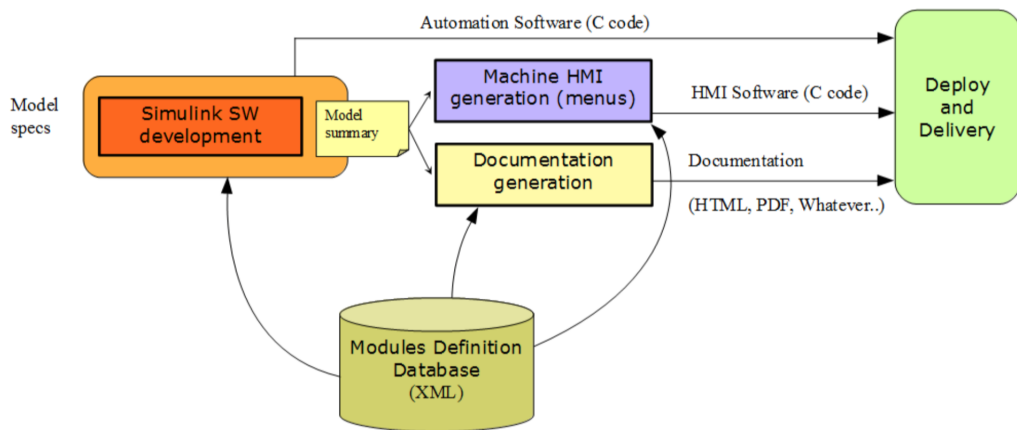 Automation Software (C code)
Model
specs
Simulink SW
development
Model
summary
Machine HMI
generation (menus)
HMI Software (C code)
Deploy
and
Delivery
Documentation
generation
Documentation
(HTML, PDF, Whatever..)
Modules Definition
Database
(XML)